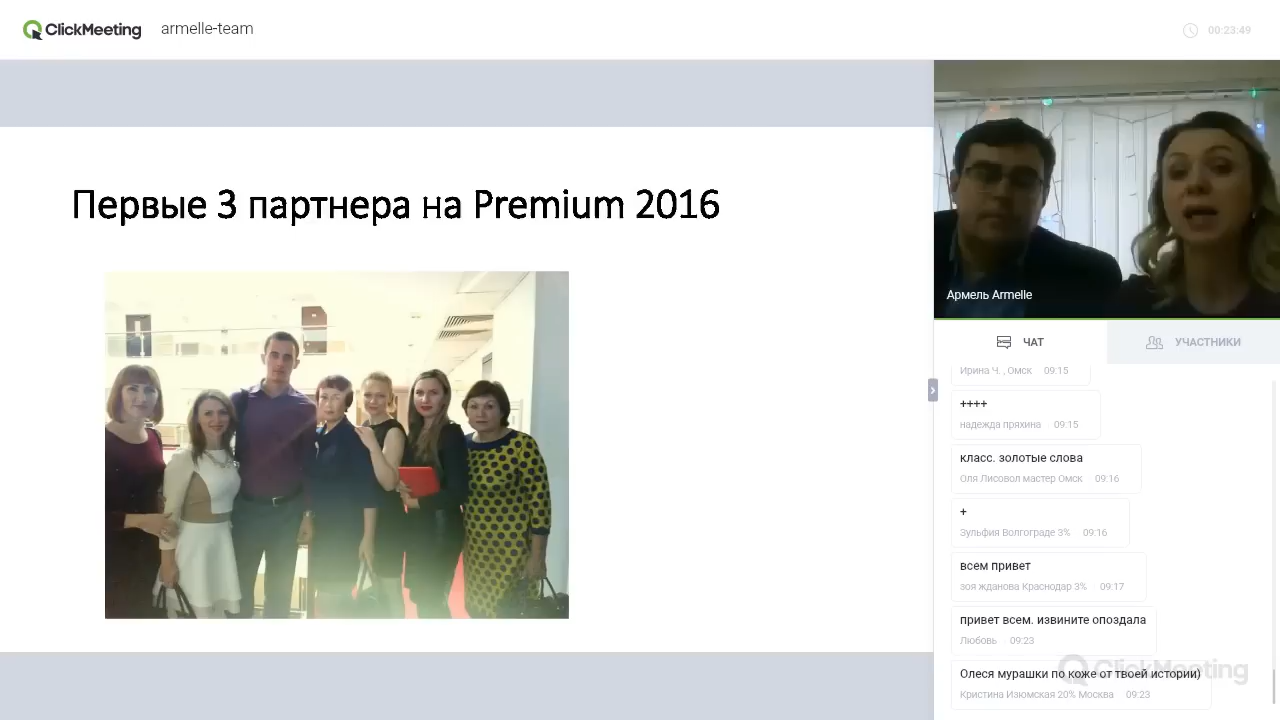 ClickMeeting armelle-team
00:23:49
Первые 3 партнера на Premium 2016
Армель Armelle
ЧАТ
УЧАСТНИКИ
Ирина Ч. , Омск 09:15
++++
надежда пряхина 09:15
класс. золотые слова
Оля Лисовол мастер Омск 09:16
+
Зульфия Волгограде 3% 09:16
всем привет
зоя жданова Краснодар 3% 09:17
привет всем. извините опоздала
Любовь 09:23
Олеся мурашки по коже от твоей истории)
Кристина Изюмская 20% Москва 09:23
ClickMeeting